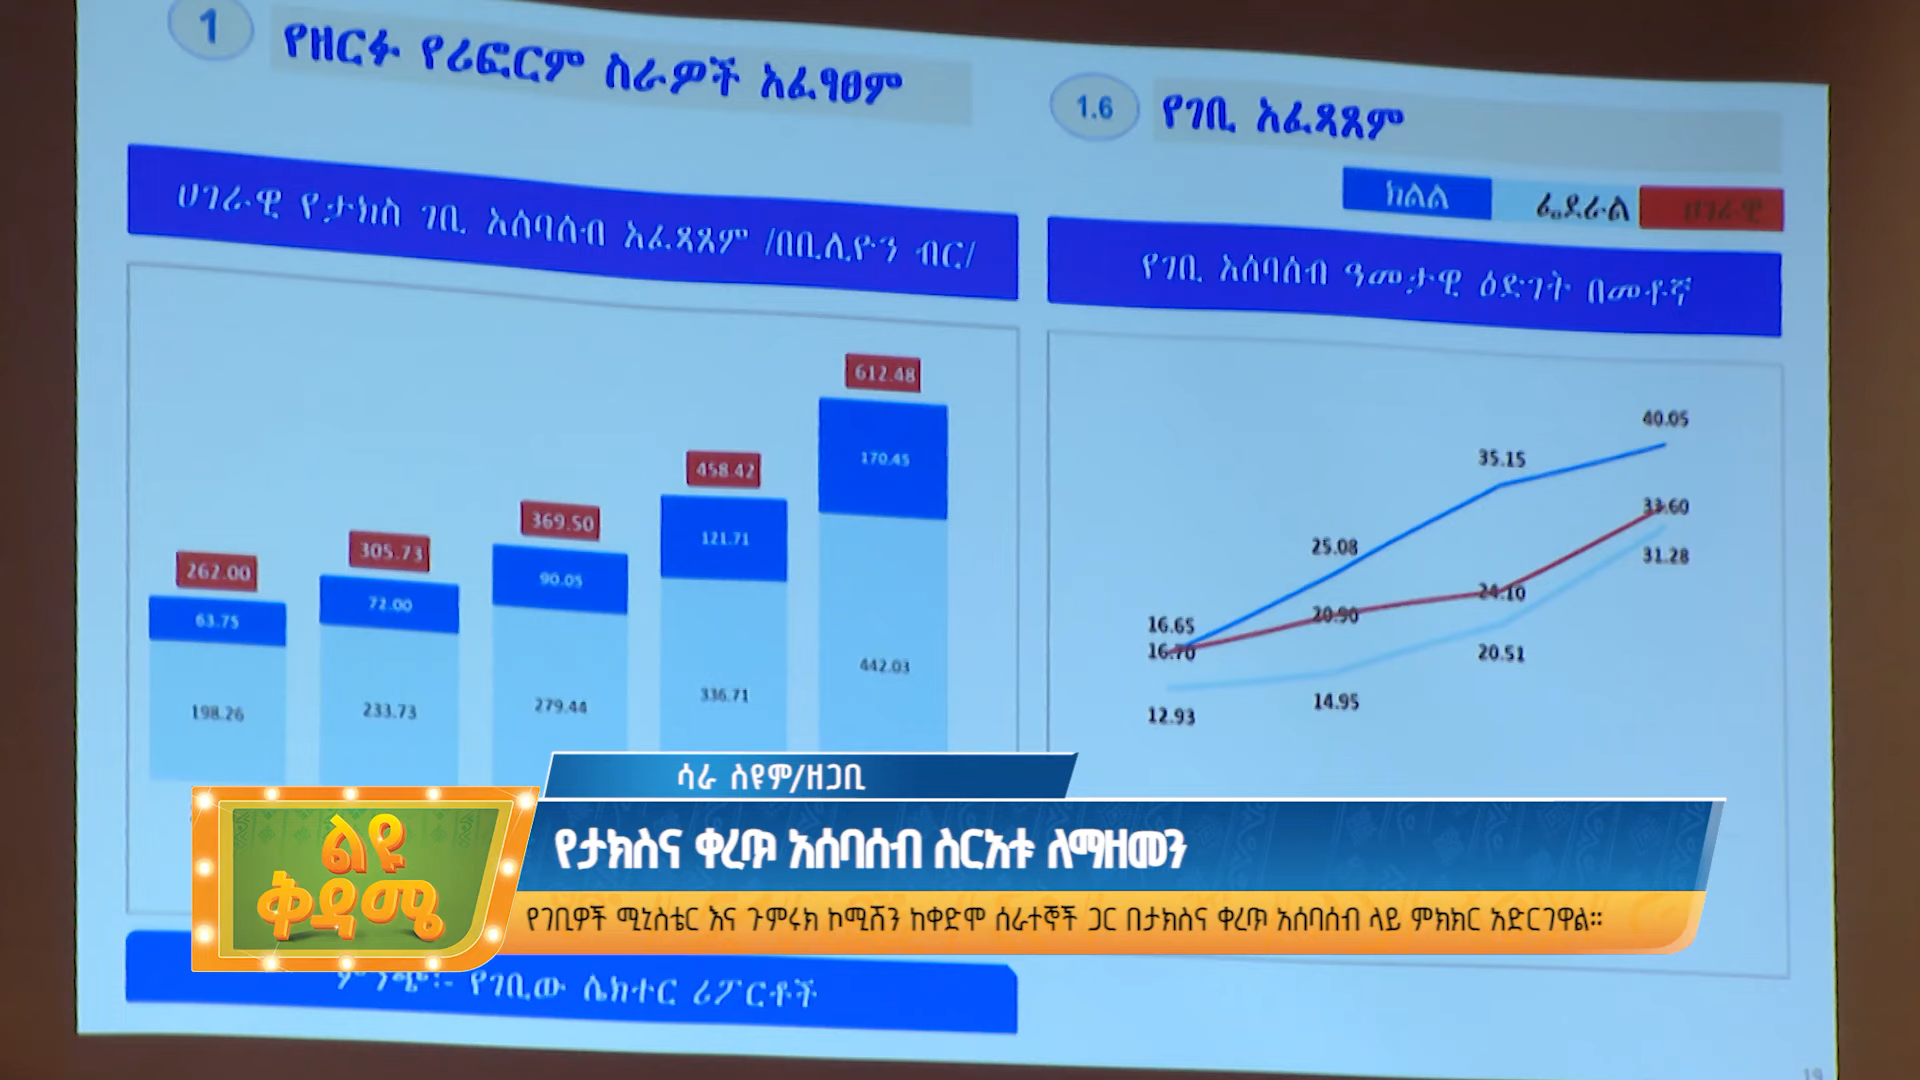 1
የዘርፉ የሪፎርም ስራዎች አፈፃፀም
1.6
የገቢ አፈጻጸም
ክልል
ፌደራል
ሀገራዊ
ሀገራዊ የታክስ ገቢ አሰባሰብ አፈጻጸም /በቢሊዮን ብር/
የገቢ አሰባሰብ ዓመታዊ ዕድገት በመቶኛ
262.00
63.75
198.26
305.73
72.00
233.73
369.50
90.05
279.44
458.42
121.71
336.71
612.48
170.45
442.03
16.65
16.70
12.93
25.08
20.90
14.95
35.15
24.10
20.51
40.05
33.60
31.28
ሳራ ስዩም/ዘጋቢ
ልዩ
ቅዳሜ
የታክስና ቀረጥ አሰባሰብ ስርአቱ ለማዘመን
የገቢዎች ሚኒስቴር እና ጉምሩክ ኮሚሽን ከቀድሞ ሰራተኞች ጋር በታክስና ቀረጥ አሰባሰብ ላይ ምክክር አድርገዋል።
ምንጭ፡- የገቢው ሴክተር ሪፖርቶች
19